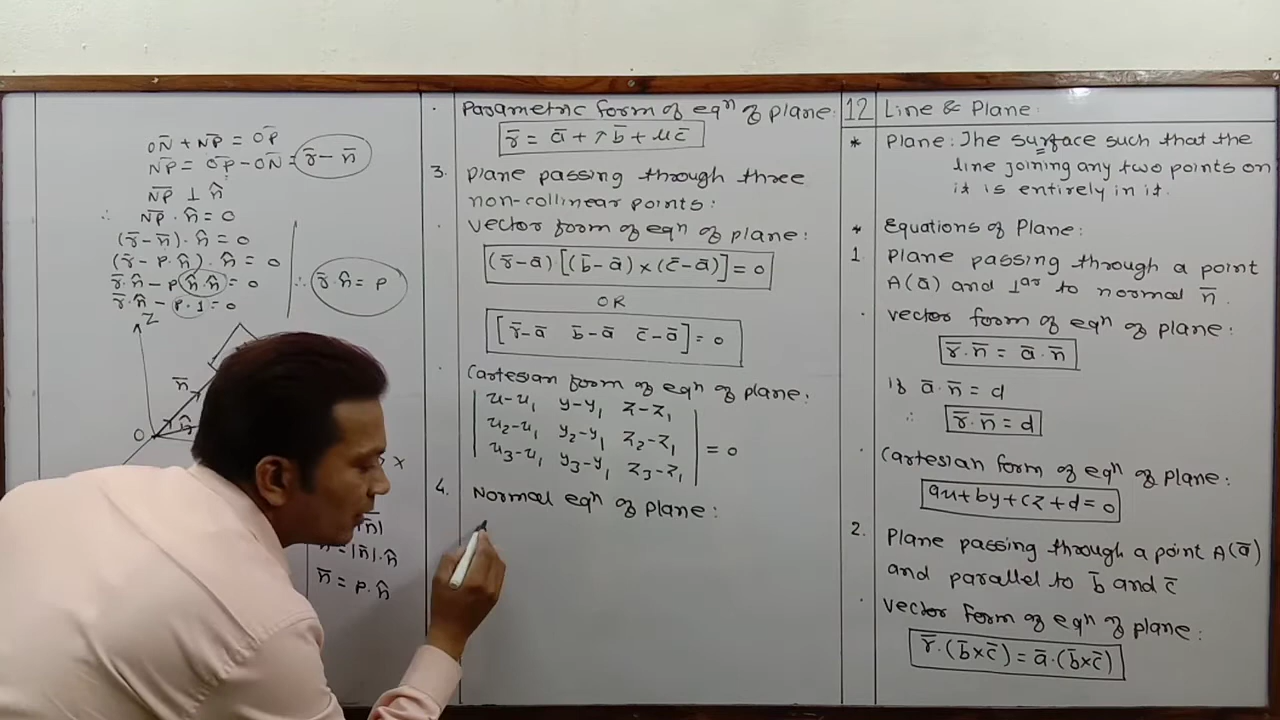 12 Line & Plane:
* Plane: The surface such that the
line joining any two points on
it is entirely in it.
* Equations of Plane:
1. Plane passing through a point
A(ā) and ⊥ᵃʳ to normal n̄.
· Vector form of eqⁿ of plane:
r̄·n̄ = ā·n̄
if ā·n̄ = d
∴ r̄·n̄ = d
· Cartesian form of eqⁿ of plane:
ax+by+cz+d=0
2. Plane passing through a point A(ā)
and parallel to b̄ and c̄
· Vector form of eqⁿ of plane:
r̄·(b̄×c̄) = ā·(b̄×c̄)
· Parametric form of eqⁿ of plane:
r̄ = ā + λb̄ + μc̄
3. Plane passing through three
non-collinear points:
· Vector form of eqⁿ of plane:
(r̄-ā)·[(b̄-ā)×(c̄-ā)] = 0
OR
[r̄-ā b̄-ā c̄-ā] = 0
· Cartesian form of eqⁿ of plane:
|x-x₁ y-y₁ z-z₁|
|x₂-x₁ y₂-y₁ z₂-z₁| = 0
|x₃-x₁ y₃-y₁ z₃-z₁|
4. Normal eqⁿ of plane:
ON̄ + NP̄ = OP̄
NP̄ = OP̄ - ON̄ = r̄ - n̄
NP̄ ⊥ n̂
∴ NP̄ · n̂ = 0
(r̄-n̄)·n̂ = 0
(r̄ - p·n̂)·n̂ = 0
r̄·n̂ - p(n̂·n̂) = 0
r̄·n̂ - p·1 = 0
∴ r̄·n̂ = p
Z
n̄
O
n̂
X
|n̄|
n̄ = |n̄|·n̂
n̄ = p·n̂